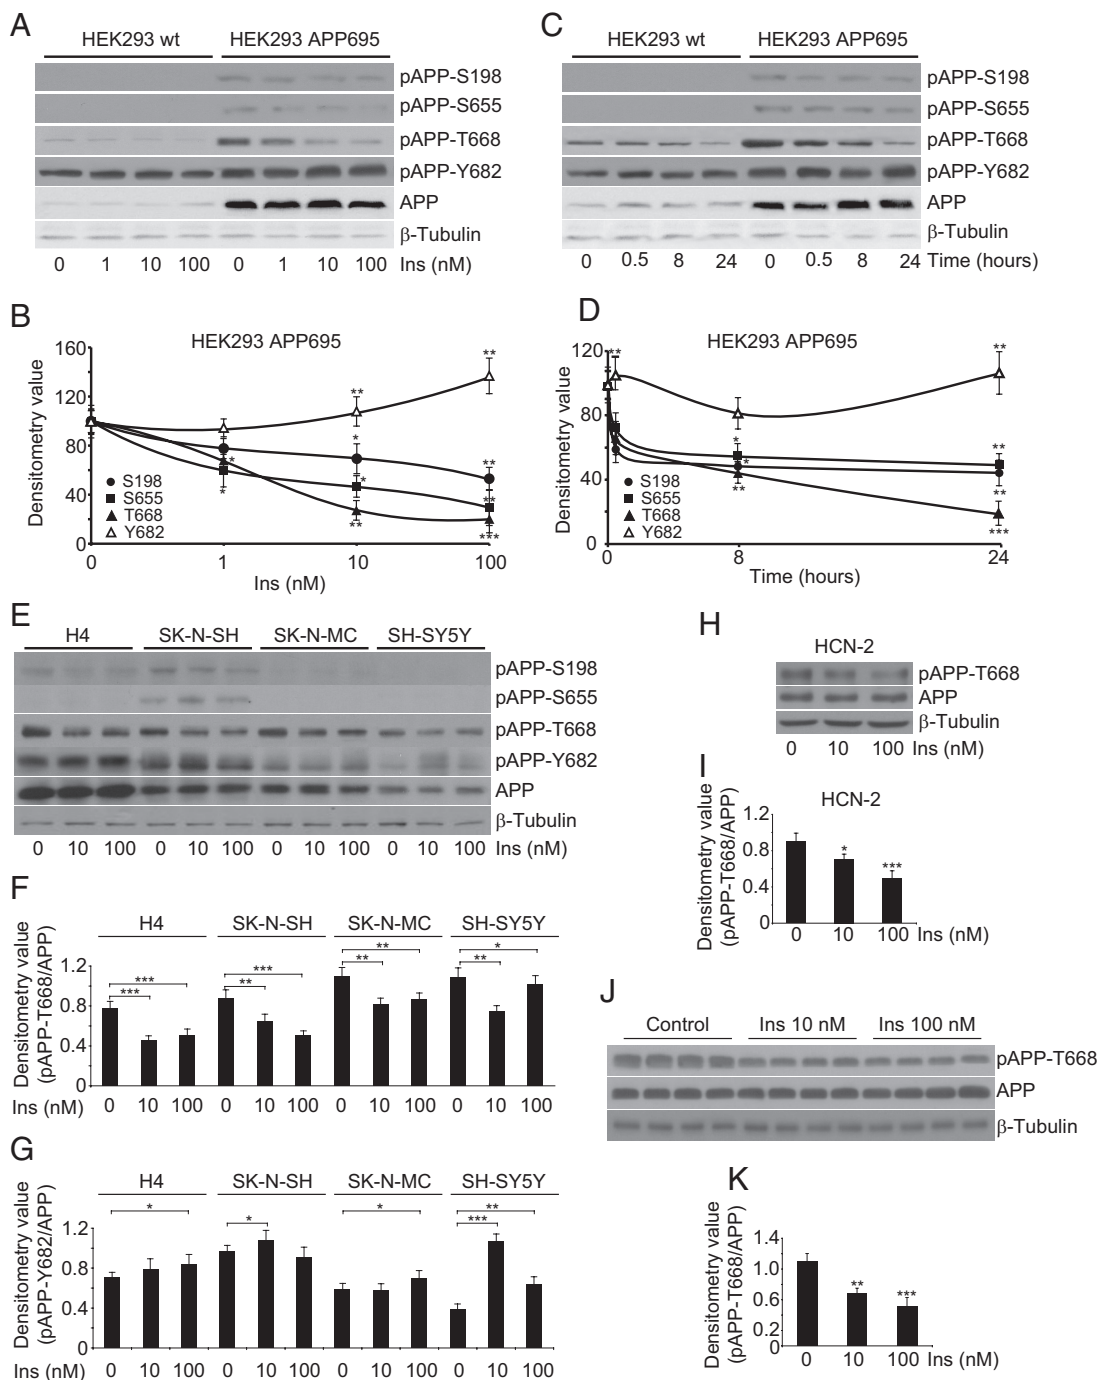 A
HEK293 wt HEK293 APP695
pAPP-S198
pAPP-S655
pAPP-T668
pAPP-Y682
APP
β-Tubulin
0 1 10 100 0 1 10 100 Ins (nM)
C
HEK293 wt HEK293 APP695
pAPP-S198
pAPP-S655
pAPP-T668
pAPP-Y682
APP
β-Tubulin
0 0.5 8 24 0 0.5 8 24 Time (hours)
B
HEK293 APP695
Densitometry value
160
120
80
40
0
** ** * ** * * * ** ** ***
S198
S655
T668
Y682
0 1 10 100
Ins (nM)
D
HEK293 APP695
Densitometry value
120
80
40
0
** ** * * ** ** ** ***
S198
S655
T668
Y682
0 8 24
Time (hours)
E
H4 SK-N-SH SK-N-MC SH-SY5Y
pAPP-S198
pAPP-S655
pAPP-T668
pAPP-Y682
APP
β-Tubulin
0 10 100 0 10 100 0 10 100 0 10 100 Ins (nM)
F
H4 SK-N-SH SK-N-MC SH-SY5Y
Densitometry value
(pAPP-T668/APP)
1.2
0.8
0.4
0
*** *** *** ** ** ** * **
Ins (nM) 0 10 100 0 10 100 0 10 100 0 10 100
G
H4 SK-N-SH SK-N-MC SH-SY5Y
Densitometry value
(pAPP-Y682/APP)
1.2
0.8
0.4
0
* * * ** ***
Ins (nM) 0 10 100 0 10 100 0 10 100 0 10 100
H
HCN-2
pAPP-T668
APP
β-Tubulin
0 10 100 Ins (nM)
I
HCN-2
Densitometry value
(pAPP-T668/APP)
1.2
0.8
0.4
0
* ***
0 10 100 Ins (nM)
J
Control Ins 10 nM Ins 100 nM
pAPP-T668
APP
β-Tubulin
K
Densitometry value
(pAPP-T668/APP)
1.4
1.0
0.6
0.2
0
** ***
0 10 100 Ins (nM)